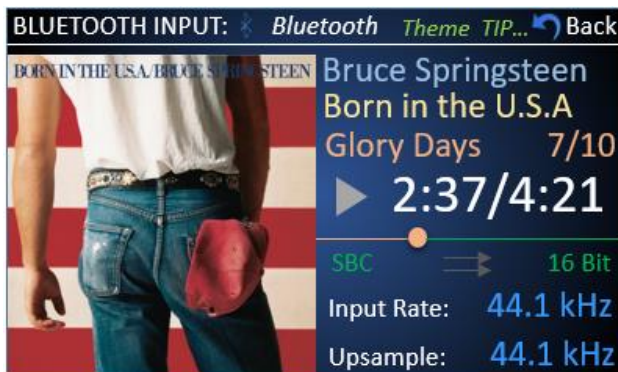 BLUETOOTH INPUT: Bluetooth Theme TIP... Back
BORN IN THE U.S.A./BRUCE SPRINGSTEEN
Bruce Springsteen
Born in the U.S.A
Glory Days 7/10
2:37/4:21
SBC 16 Bit
Input Rate: 44.1 kHz
Upsample: 44.1 kHz